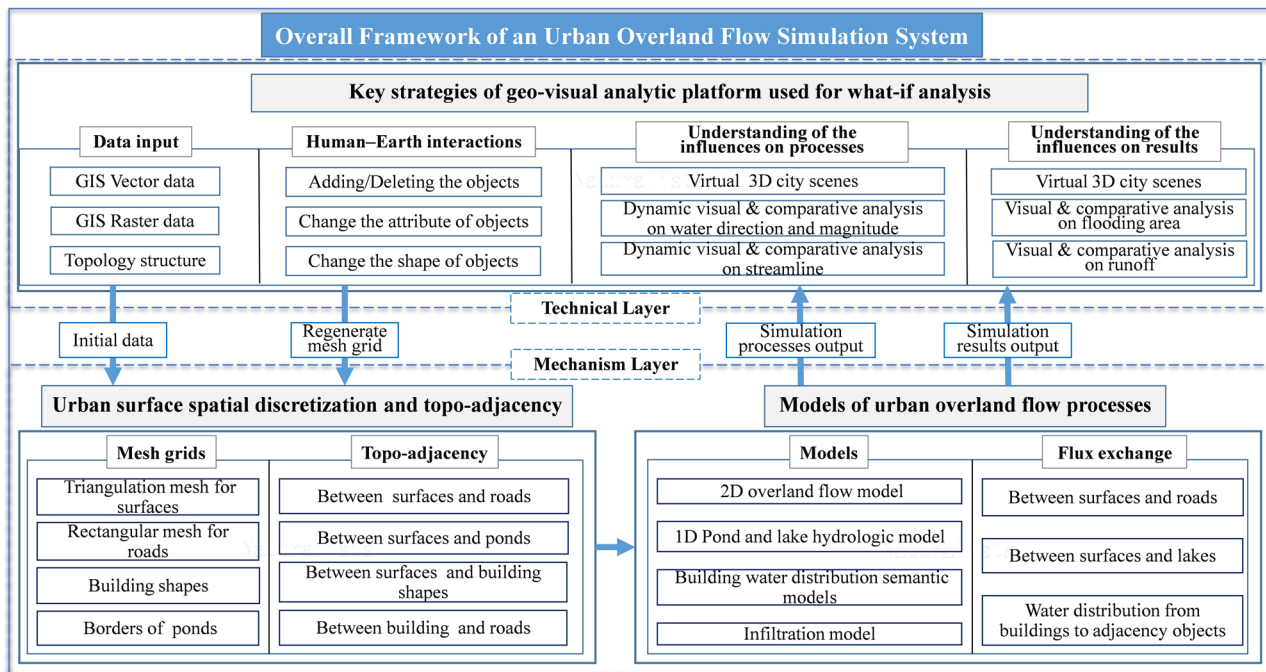 Overall Framework of an Urban Overland Flow Simulation System
Key strategies of geo-visual analytic platform used for what-if analysis
Data input
GIS Vector data
GIS Raster data
Topology structure
Human–Earth interactions
Adding/Deleting the objects
Change the attribute of objects
Change the shape of objects
Understanding of the
influences on processes
Virtual 3D city scenes
Dynamic visual & comparative analysis
on water direction and magnitude
Dynamic visual & comparative analysis
on streamline
Understanding of the
influences on results
Virtual 3D city scenes
Visual & comparative analysis
on flooding area
Visual & comparative analysis
on runoff
Technical Layer
Initial data
Regenerate
mesh grid
Simulation
processes output
Simulation
results output
Mechanism Layer
Urban surface spatial discretization and topo-adjacency
Mesh grids
Triangulation mesh for
surfaces
Rectangular mesh for
roads
Building shapes
Borders of ponds
Topo-adjacency
Between surfaces and roads
Between surfaces and ponds
Between surfaces and building
shapes
Between building and roads
Models of urban overland flow processes
Models
2D overland flow model
1D Pond and lake hydrologic model
Building water distribution semantic
models
Infiltration model
Flux exchange
Between surfaces and roads
Between surfaces and lakes
Water distribution from
buildings to adjacency objects